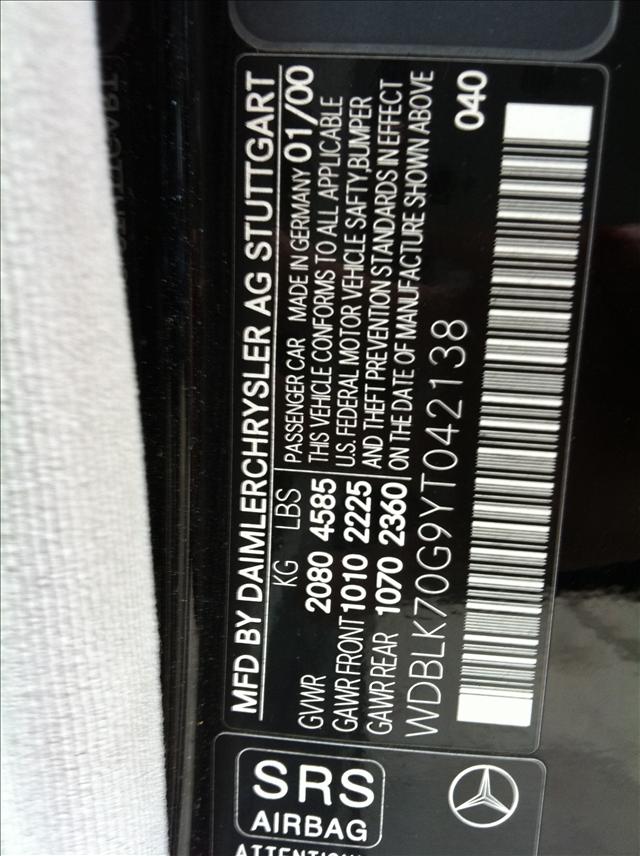 MFD BY DAIMLERCHRYSLER AG STUTTGART
KG LBS
GVWR 2080 4585
GAWR FRONT 1010 2225
GAWR REAR 1070 2360
PASSENGER CAR MADE IN GERMANY 01/00
THIS VEHICLE CONFORMS TO ALL APPLICABLE
U.S. FEDERAL MOTOR VEHICLE SAFTY,BUMPER
AND THEFT PREVENTION STANDARDS IN EFFECT
ON THE DATE OF MANUFACTURE SHOWN ABOVE
WDBLK70G9YT042138
040
SRS
AIRBAG